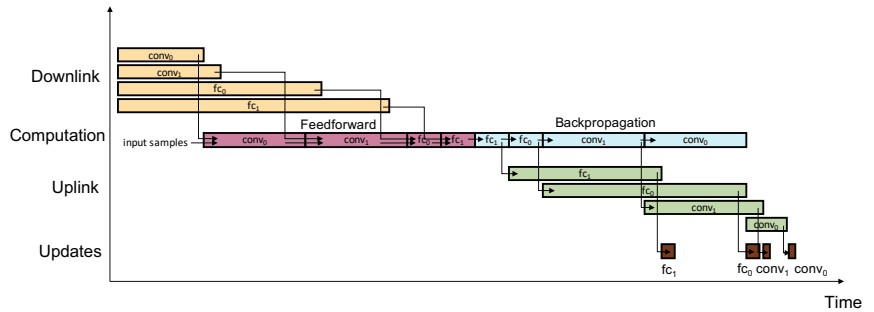 conv₀
Downlink
conv₁
fc₀
fc₁
Feedforward
Backpropagation
Computation
input samples
conv₀
conv₁
fc₀
fc₁
fc₁
fc₀
conv₁
conv₀
Uplink
fc₁
fc₀
conv₁
conv₀
Updates
fc₁
fc₀ conv₁ conv₀
Time